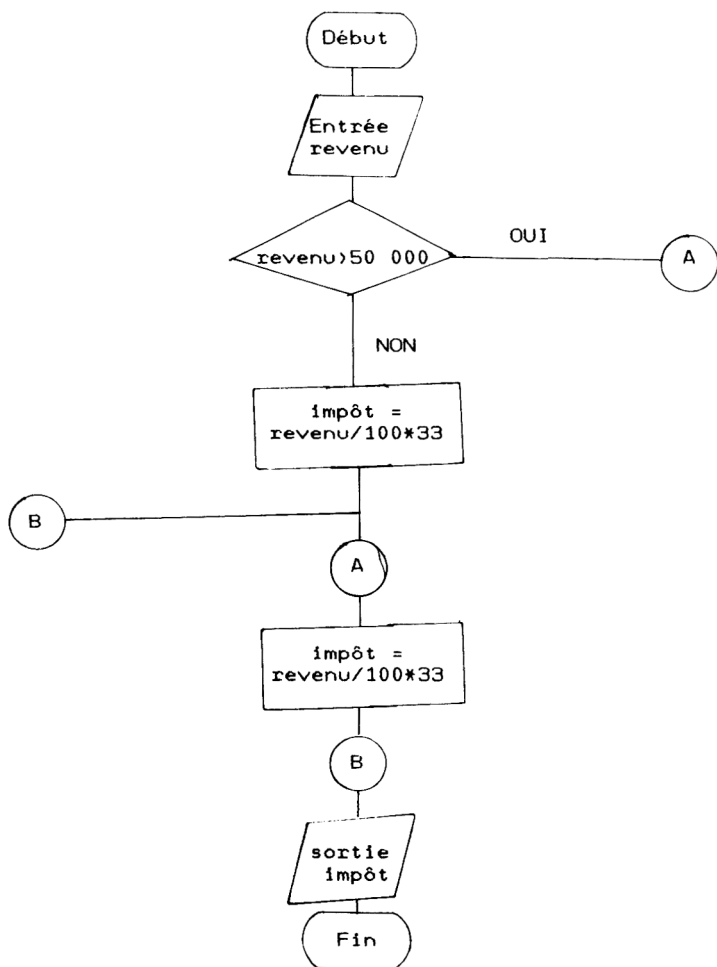 Début
Entrée
revenu
revenu>50 000
OUI
A
NON
impôt =
revenu/100*33
B
A
impôt =
revenu/100*33
B
sortie
impôt
Fin